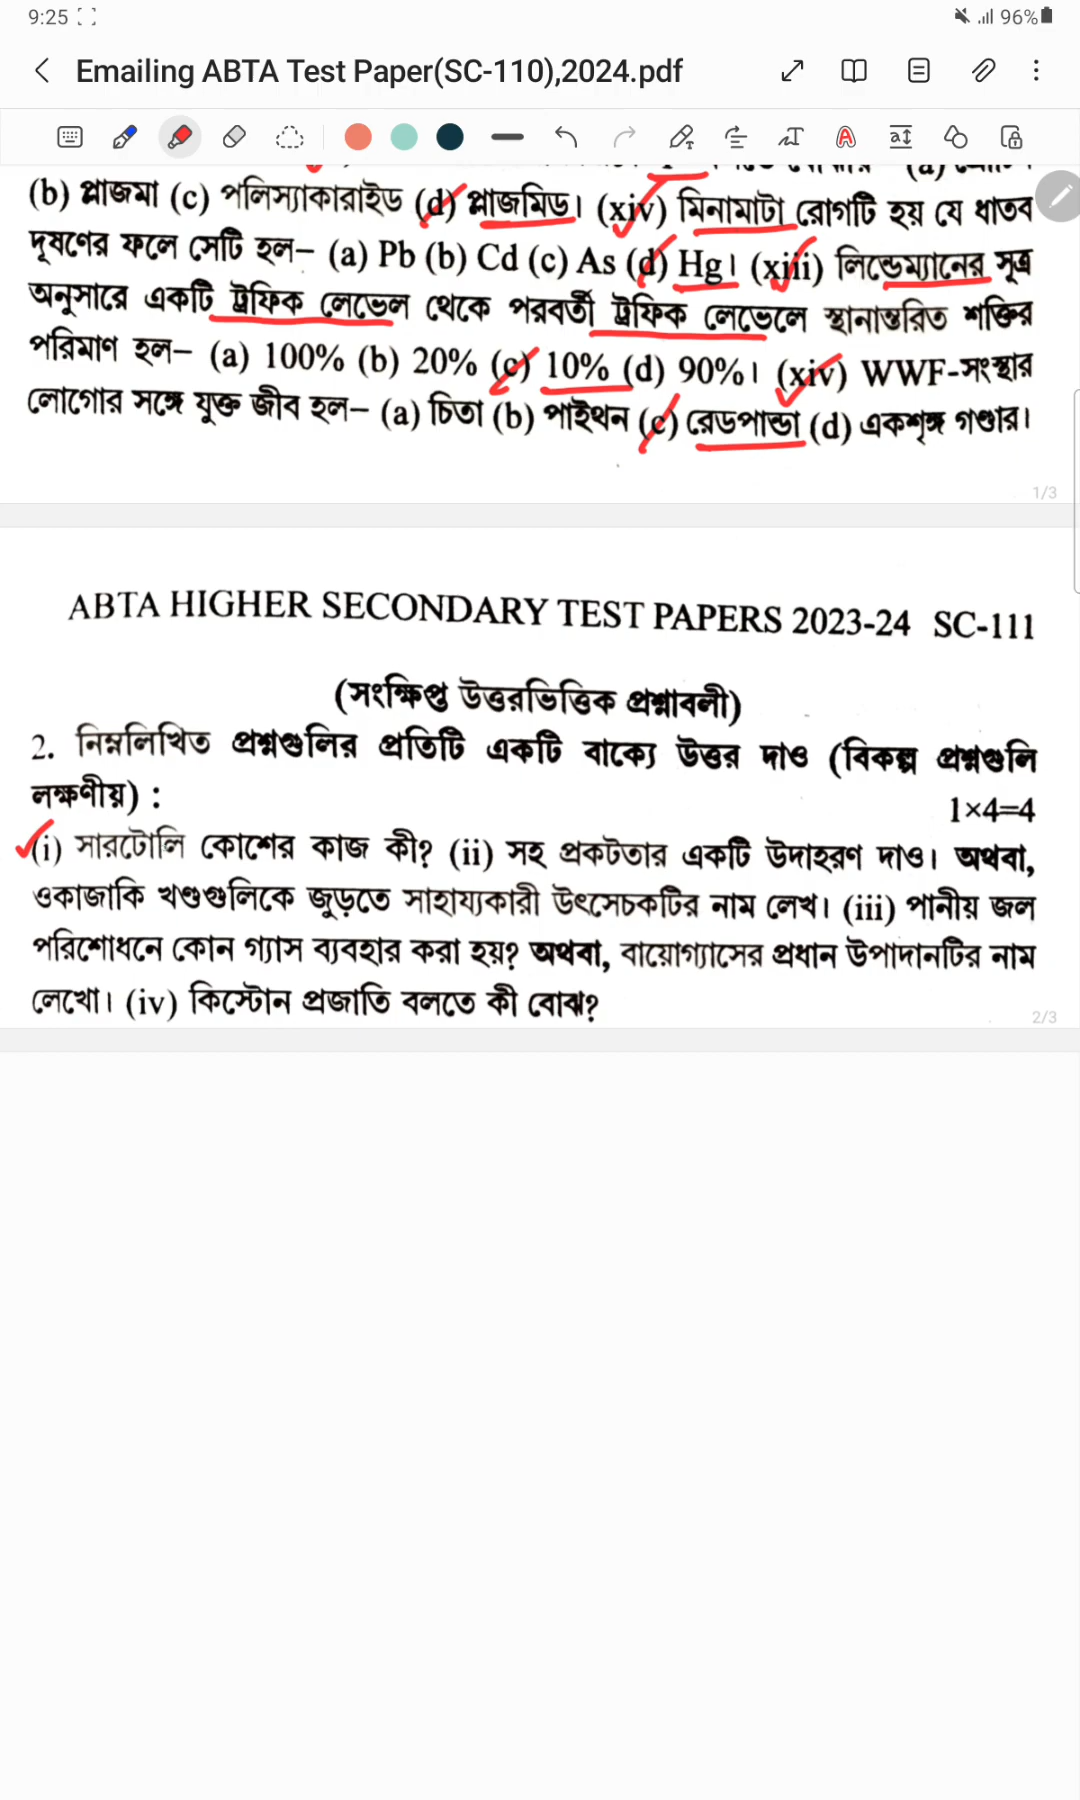 9:25
96%
Emailing ABTA Test Paper(SC-110),2024.pdf
(b) প্লাজমা (c) পলিস্যাকারাইড (d) প্লাজমিড। (xiv) মিনামাটা রোগটি হয় যে ধাতব
দূষণের ফলে সেটি হল– (a) Pb (b) Cd (c) As (d) Hg। (xiii) লিন্ডেম্যানের সূত্র
অনুসারে একটি ট্রফিক লেভেল থেকে পরবর্তী ট্রফিক লেভেলে স্থানান্তরিত শক্তির
পরিমাণ হল– (a) 100% (b) 20% (c) 10% (d) 90%। (xiv) WWF-সংস্থার
লোগোর সঙ্গে যুক্ত জীব হল– (a) চিতা (b) পাইথন (c) রেডপান্ডা (d) একশৃঙ্গ গণ্ডার।
1/3
ABTA HIGHER SECONDARY TEST PAPERS 2023-24 SC-111
(সংক্ষিপ্ত উত্তরভিত্তিক প্রশ্নাবলী)
2. নিম্নলিখিত প্রশ্নগুলির প্রতিটি একটি বাক্যে উত্তর দাও (বিকল্প প্রশ্নগুলি
লক্ষণীয়) : 1×4=4
(i) সারটোলি কোশের কাজ কী? (ii) সহ প্রকটতার একটি উদাহরণ দাও। অথবা,
ওকাজাকি খণ্ডগুলিকে জুড়তে সাহায্যকারী উৎসেচকটির নাম লেখ। (iii) পানীয় জল
পরিশোধনে কোন গ্যাস ব্যবহার করা হয়? অথবা, বায়োগ্যাসের প্রধান উপাদানটির নাম
লেখো। (iv) কিস্টোন প্রজাতি বলতে কী বোঝ?
2/3